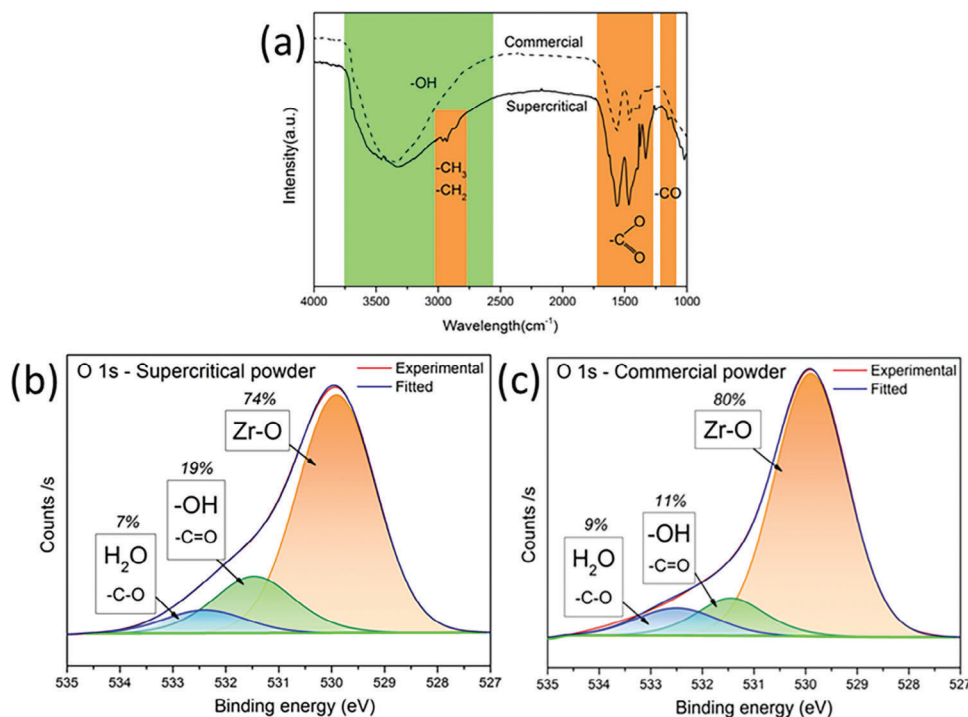 (a)
Commercial
-OH
Supercritical
-CH₃
-CH₂
-CO
O
-C
O
Intensity(a.u.)
4000 3500 3000 2500 2000 1500 1000
Wavelength(cm⁻¹)
(b)
O 1s - Supercritical powder
Experimental
Fitted
74%
Zr-O
19%
-OH
-C=O
7%
H₂O
-C-O
Counts /s
535 534 533 532 531 530 529 528 527
Binding energy (eV)
(c)
O 1s - Commercial powder
Experimental
Fitted
80%
Zr-O
11%
-OH
-C=O
9%
H₂O
-C-O
Counts /s
535 534 533 532 531 530 529 528 527
Binding energy (eV)